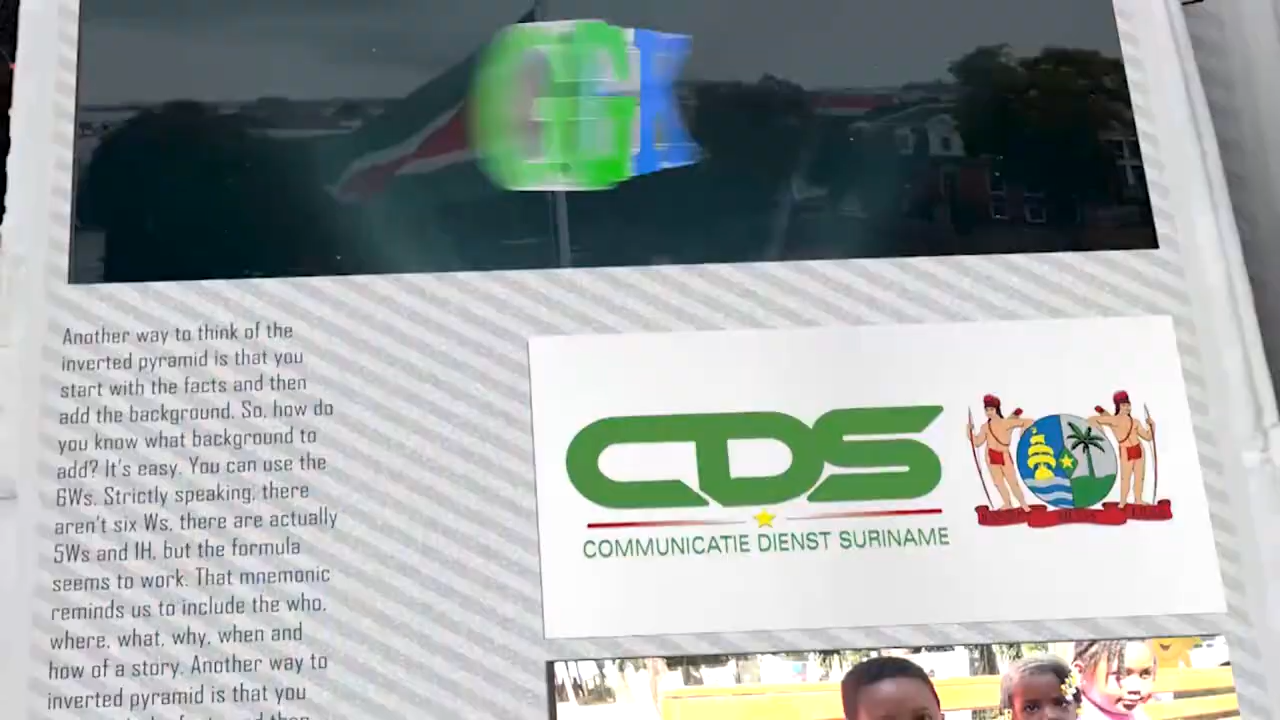 Another way to think of the
inverted pyramid is that you
start with the facts and then
add the background. So, how do
you know what background to
add? It's easy. You can use the
6Ws. Strictly speaking, there
aren't six Ws, there are actually
5Ws and 1H, but the formula
seems to work. That mnemonic
reminds us to include the who,
where, what, why, when and
how of a story. Another way to
inverted pyramid is that you
CDS
COMMUNICATIE DIENST SURINAME